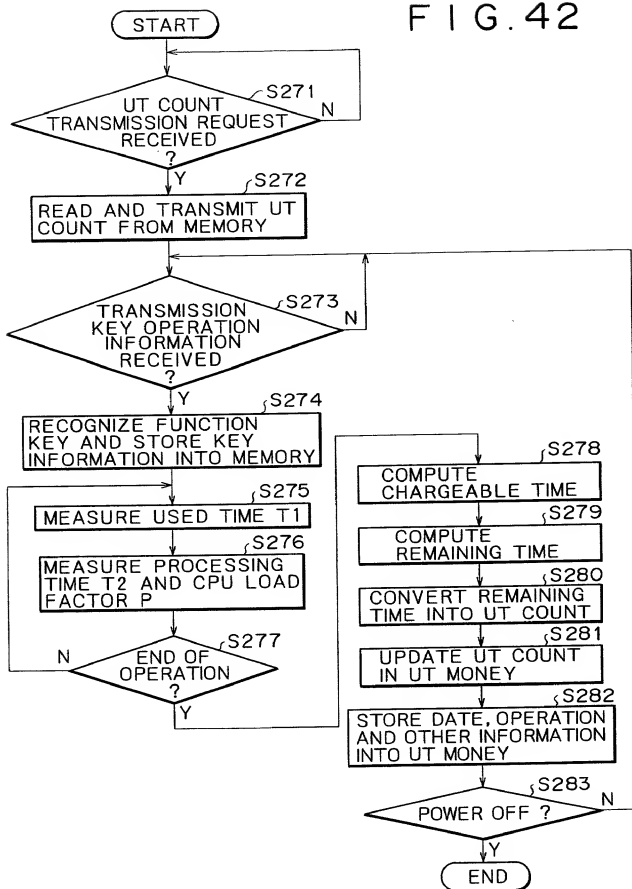 FIG. 42
START
S271
UT COUNT
TRANSMISSION REQUEST
RECEIVED
?
N
Y
S272
READ AND TRANSMIT UT
COUNT FROM MEMORY
S273
TRANSMISSION
KEY OPERATION
INFORMATION
RECEIVED
?
N
Y
S274
RECOGNIZE FUNCTION
KEY AND STORE KEY
INFORMATION INTO MEMORY
S275
MEASURE USED TIME T1
S276
MEASURE PROCESSING
TIME T2 AND CPU LOAD
FACTOR P
S277
END OF
OPERATION
?
N
Y
S278
COMPUTE
CHARGEABLE TIME
S279
COMPUTE
REMAINING TIME
S280
CONVERT REMAINING
TIME INTO UT COUNT
S281
UPDATE UT COUNT
IN UT MONEY
S282
STORE DATE, OPERATION
AND OTHER INFORMATION
INTO UT MONEY
S283
POWER OFF ?
N
Y
END